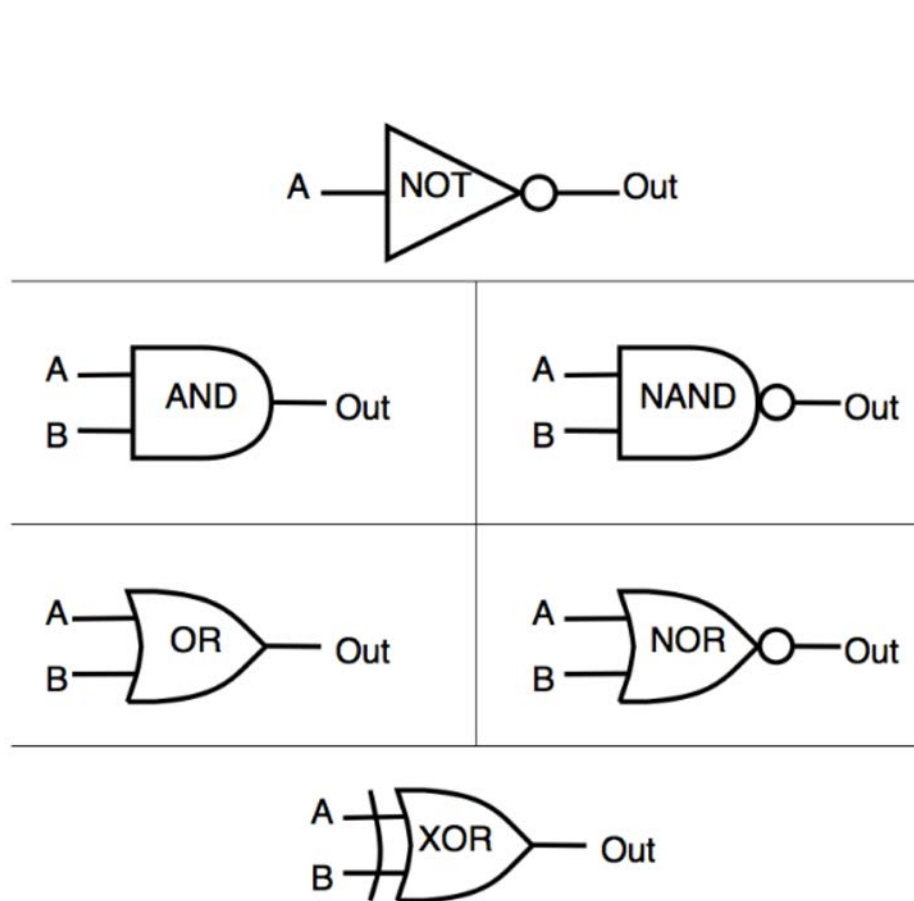 A NOT Out
A AND Out
B
A NAND Out
B
A OR Out
B
A NOR Out
B
A XOR Out
B